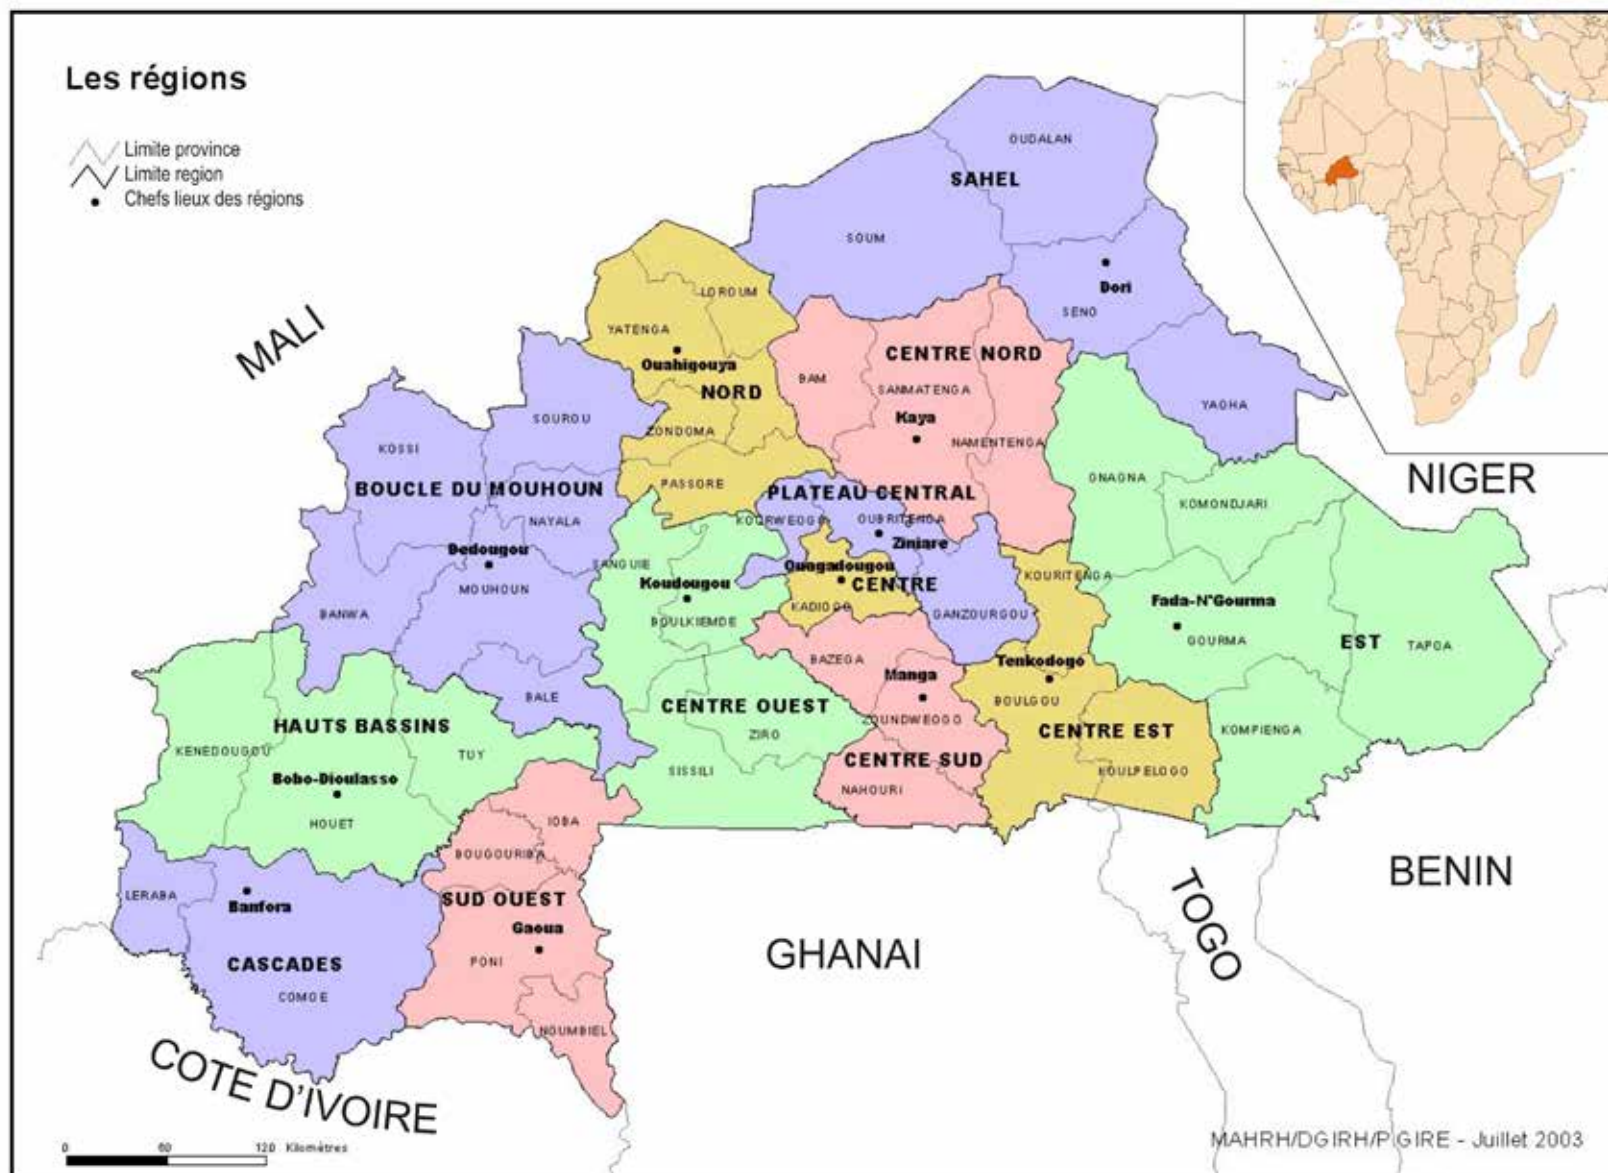 Les régions
Limite province
Limite region
Chefs lieux des régions
OUDALAN
SAHEL
SOUM
Dori
SENO
LOROUM
YATENGA
Ouahigouya
NORD
CENTRE NORD
BAM
SANMATENGA
Kaya
NAMENTENGA
YAGHA
MALI
SOUROU
ZONDOMA
KOSSI
BOUCLE DU MOUHOUN
PASSORE
PLATEAU CENTRAL
GNAGNA
KOMONDJARI
NIGER
NAYALA
KOURWEOGO
OUBRITENGA
Ziniare
Dedougou
SANGUIE
Koudougou
Ouagadougou
CENTRE
KOURITENGA
MOUHOUN
BANWA
BOULKIEMDE
KADIOGO
GANZOURGOU
Fada-N'Gourma
GOURMA
EST
TAPOA
BAZEGA
Manga
Tenkodogo
BALE
CENTRE OUEST
ZOUNDWEOGO
BOULGOU
HAUTS BASSINS
KENEDOUGOU
TUY
ZIRO
CENTRE EST
KOMPIENGA
Bobo-Dioulasso
SISSILI
CENTRE SUD
KOULPELOGO
NAHOURI
HOUET
IOBA
BOUGOURIBA
LERABA
Banfora
SUD OUEST
Gaoua
BENIN
TOGO
GHANAI
CASCADES
PONI
COMOE
NOUMBIEL
COTE D'IVOIRE
0 60 120 Kilomètres
MAHRH/DGIRH/PIGIRE - Juillet 2003